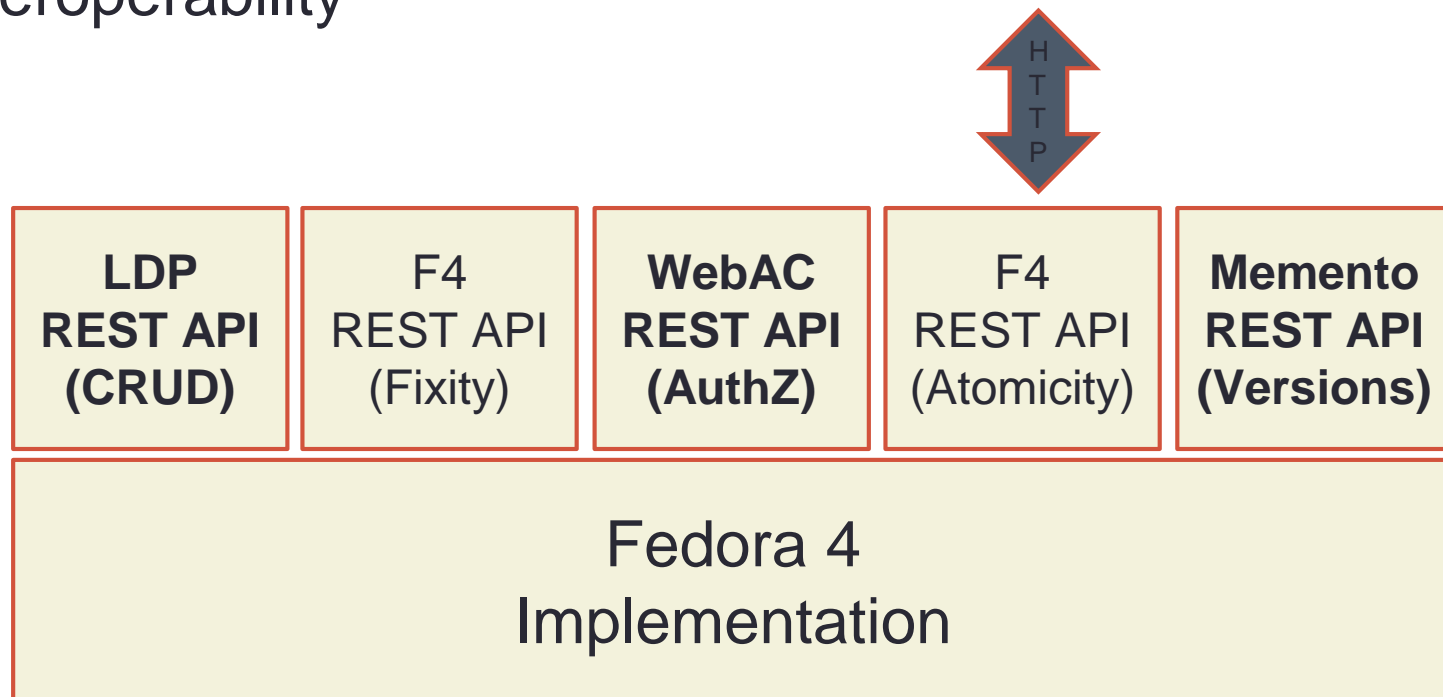 eroperability
H
T
T
P
LDP
REST API
(CRUD)
F4
REST API
(Fixity)
WebAC
REST API
(AuthZ)
F4
REST API
(Atomicity)
Memento
REST API
(Versions)
Fedora 4
Implementation